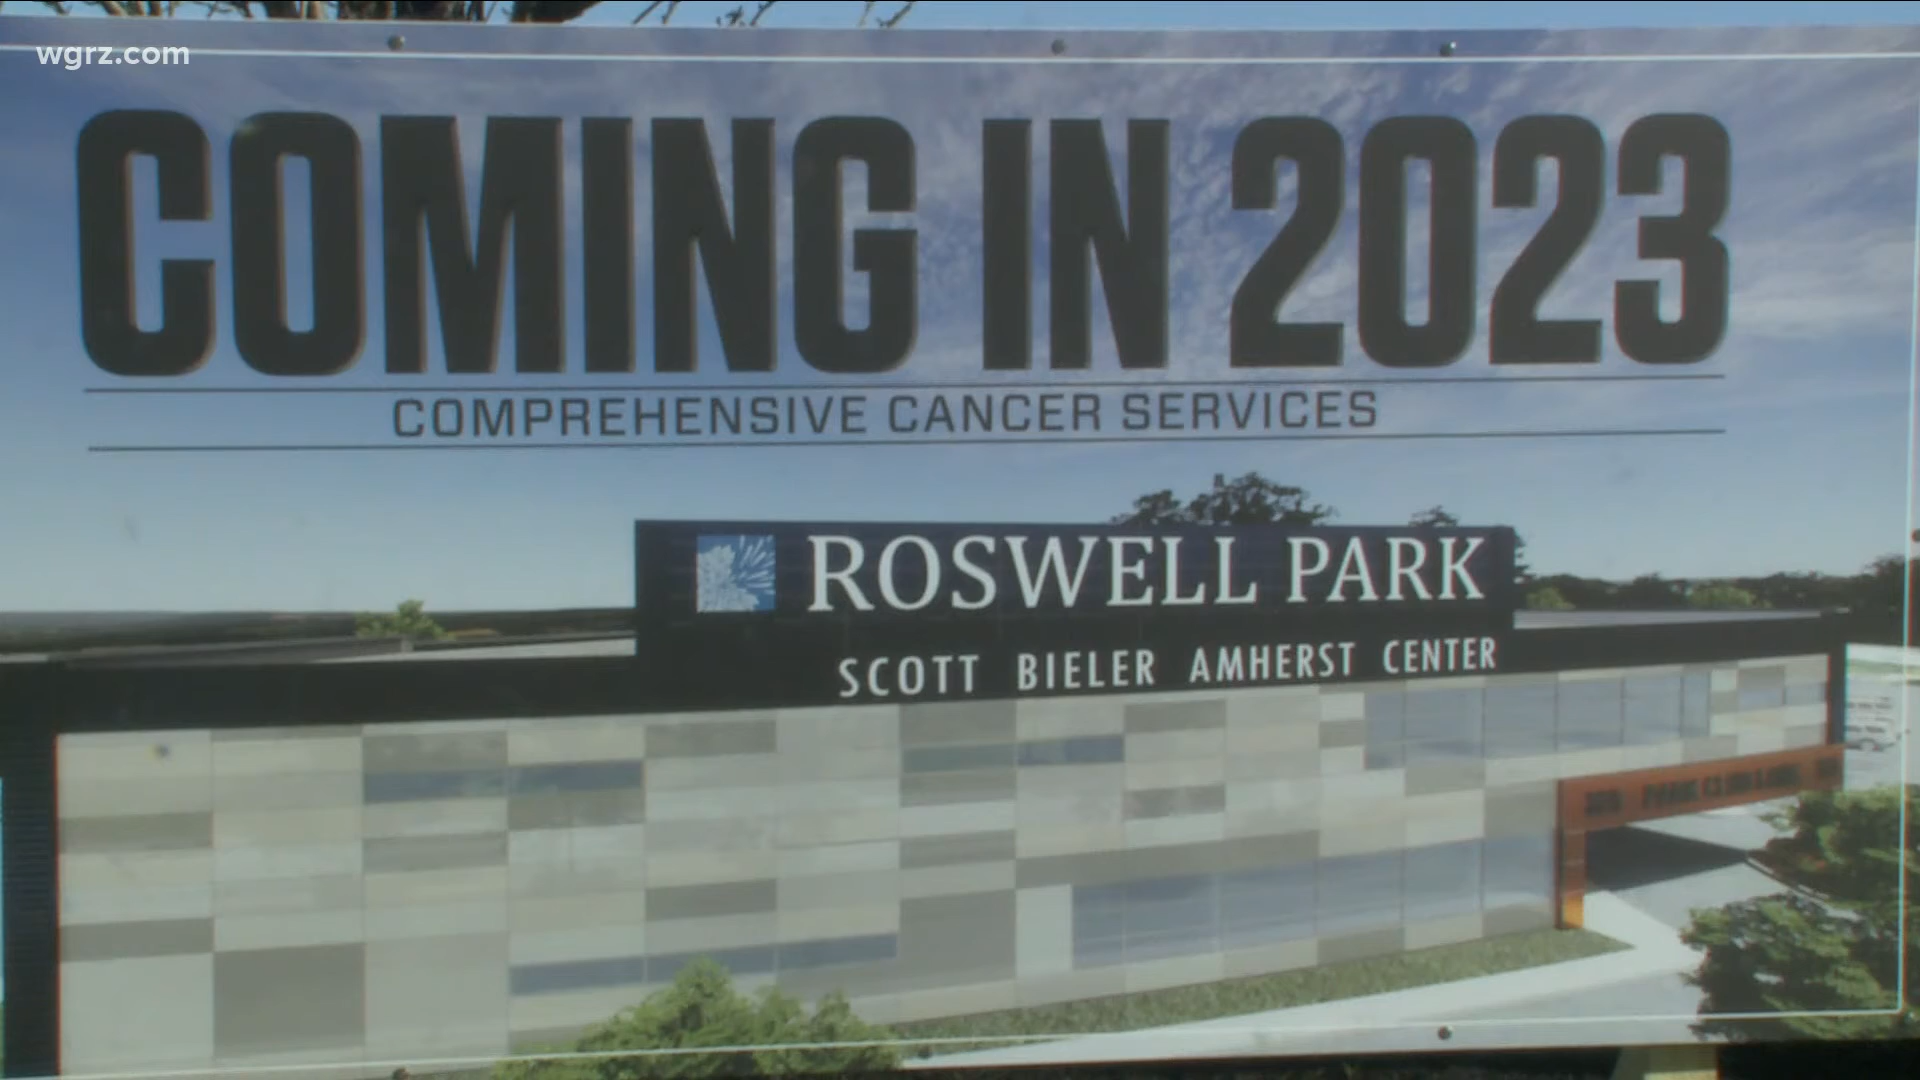 wgrz.com
COMING IN 2023
COMPREHENSIVE CANCER SERVICES
ROSWELL PARK
SCOTT BIELER AMHERST CENTER